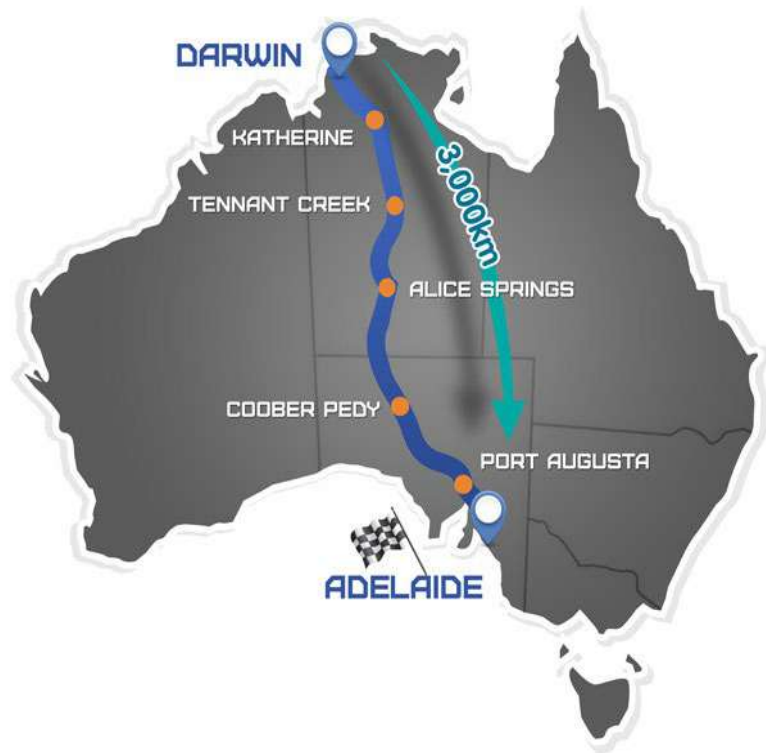 DARWIN
KATHERINE
3,000km
TENNANT CREEK
ALICE SPRINGS
COOBER PEDY
PORT AUGUSTA
ADELAIDE